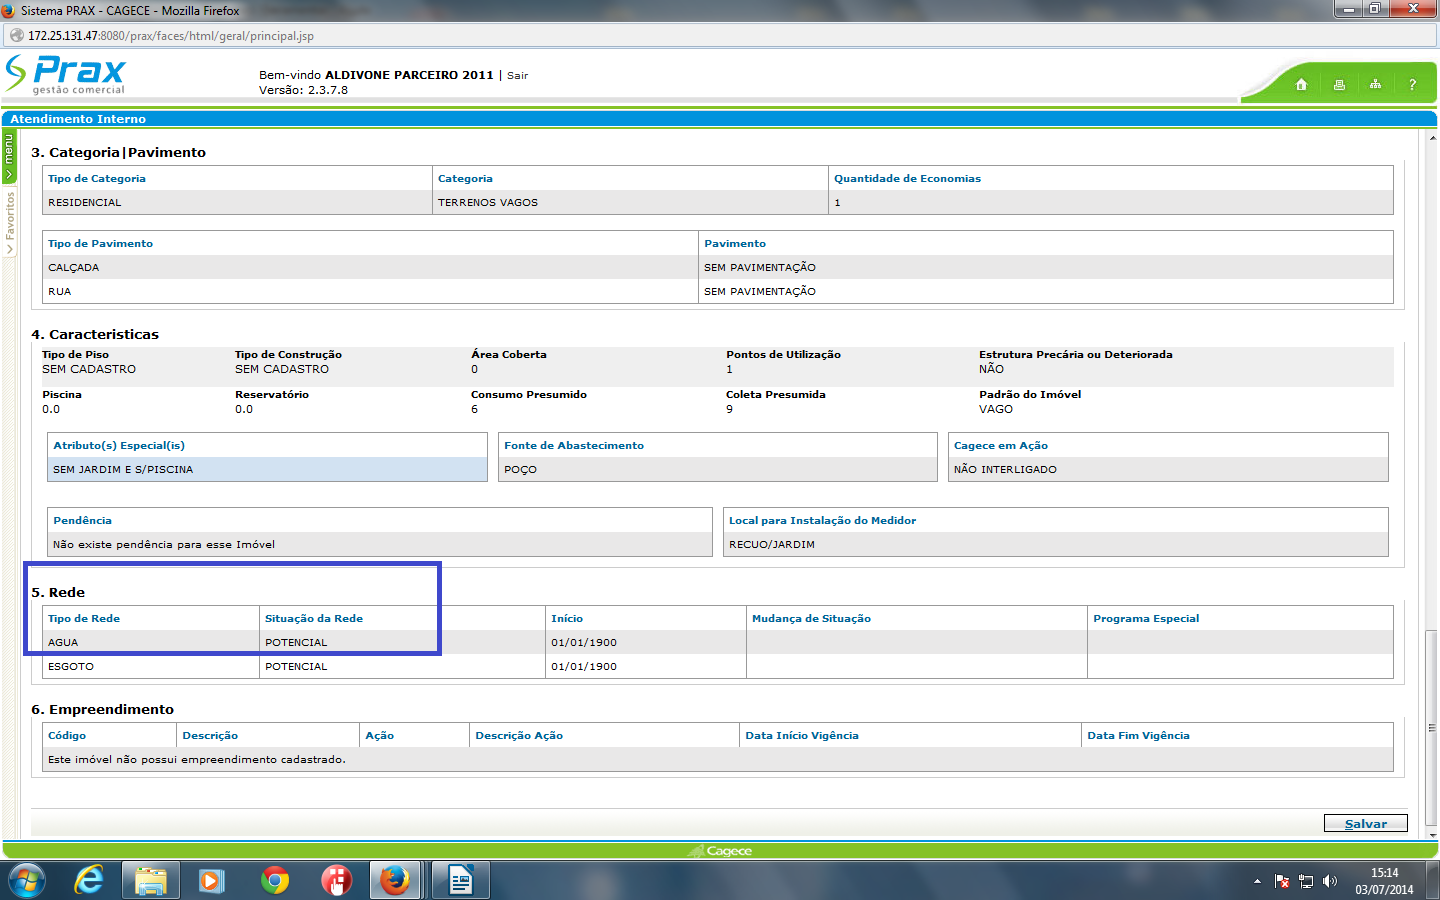 Sistema PRAX - CAGECE - Mozilla Firefox
172.25.131.47:8080/prax/faces/html/geral/principal.jsp
Prax
gestão comercial
Bem-vindo ALDIVONE PARCEIRO 2011 | Sair
Versão: 2.3.7.8
?
Atendimento Interno
menu
Favoritos
3. Categoria|Pavimento
Tipo de Categoria Categoria Quantidade de Economias
RESIDENCIAL TERRENOS VAGOS 1
Tipo de Pavimento Pavimento
CALÇADA SEM PAVIMENTAÇÃO
RUA SEM PAVIMENTAÇÃO
4. Caracteristicas
Tipo de Piso Tipo de Construção Área Coberta Pontos de Utilização Estrutura Precária ou Deteriorada
SEM CADASTRO SEM CADASTRO 0 1 NÃO
Piscina Reservatório Consumo Presumido Coleta Presumida Padrão do Imóvel
0.0 0.0 6 9 VAGO
Atributo(s) Especial(is) Fonte de Abastecimento Cagece em Ação
SEM JARDIM E S/PISCINA POÇO NÃO INTERLIGADO
Pendência Local para Instalação do Medidor
Não existe pendência para esse Imóvel RECUO/JARDIM
5. Rede
Tipo de Rede Situação da Rede Início Mudança de Situação Programa Especial
AGUA POTENCIAL 01/01/1900
ESGOTO POTENCIAL 01/01/1900
6. Empreendimento
Código Descrição Ação Descrição Ação Data Início Vigência Data Fim Vigência
Este imóvel não possui empreendimento cadastrado.
Salvar
Cagece
15:14
03/07/2014